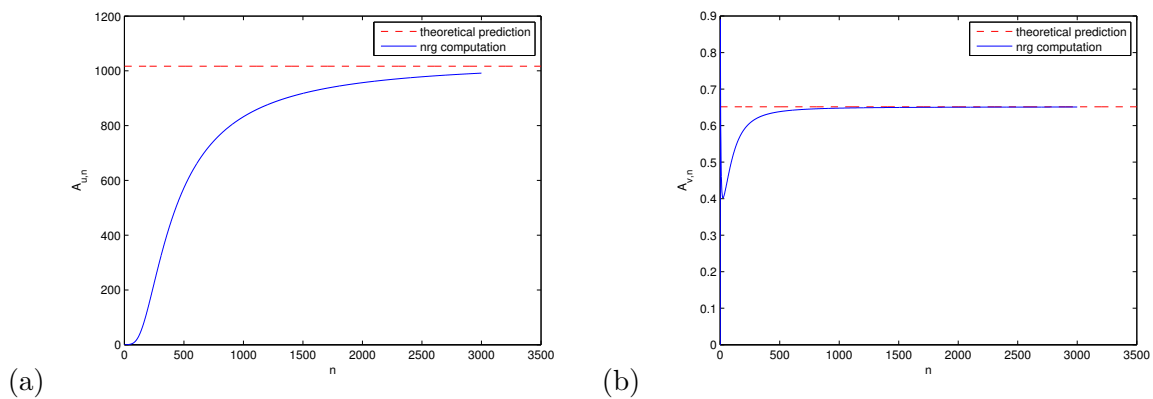 1200
1000
800
600
400
200
0
A_{u,n}
theoretical prediction
nrg computation
0 500 1000 1500 2000 2500 3000 3500
n
(a)
0.9
0.8
0.7
0.6
0.5
0.4
0.3
0.2
0.1
0
A_{v,n}
theoretical prediction
nrg computation
0 500 1000 1500 2000 2500 3000 3500
n
(b)